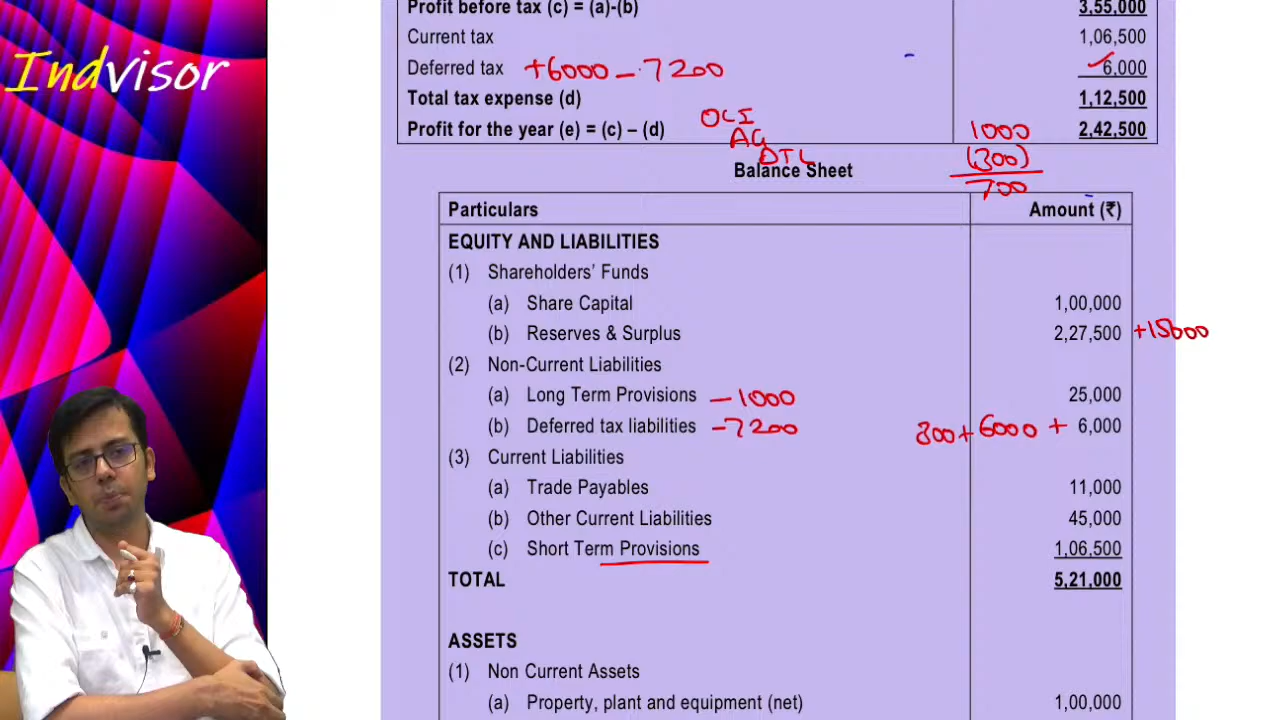 Indvisor
Profit before tax (c) = (a)-(b) 3,55,000
Current tax 1,06,500
Deferred tax +6000 - 7200 6,000
Total tax expense (d) 1,12,500
Profit for the year (e) = (c) – (d) 2,42,500
OCI
AG
DTL
1000
(300)
700
Balance Sheet
Particulars Amount (₹)
EQUITY AND LIABILITIES
(1) Shareholders' Funds
(a) Share Capital 1,00,000
(b) Reserves & Surplus 2,27,500 +15000
(2) Non-Current Liabilities
(a) Long Term Provisions - 1000 25,000
(b) Deferred tax liabilities - 7200 300+ 6000 + 6,000
(3) Current Liabilities
(a) Trade Payables 11,000
(b) Other Current Liabilities 45,000
(c) Short Term Provisions 1,06,500
TOTAL 5,21,000
ASSETS
(1) Non Current Assets
(a) Property, plant and equipment (net) 1,00,000